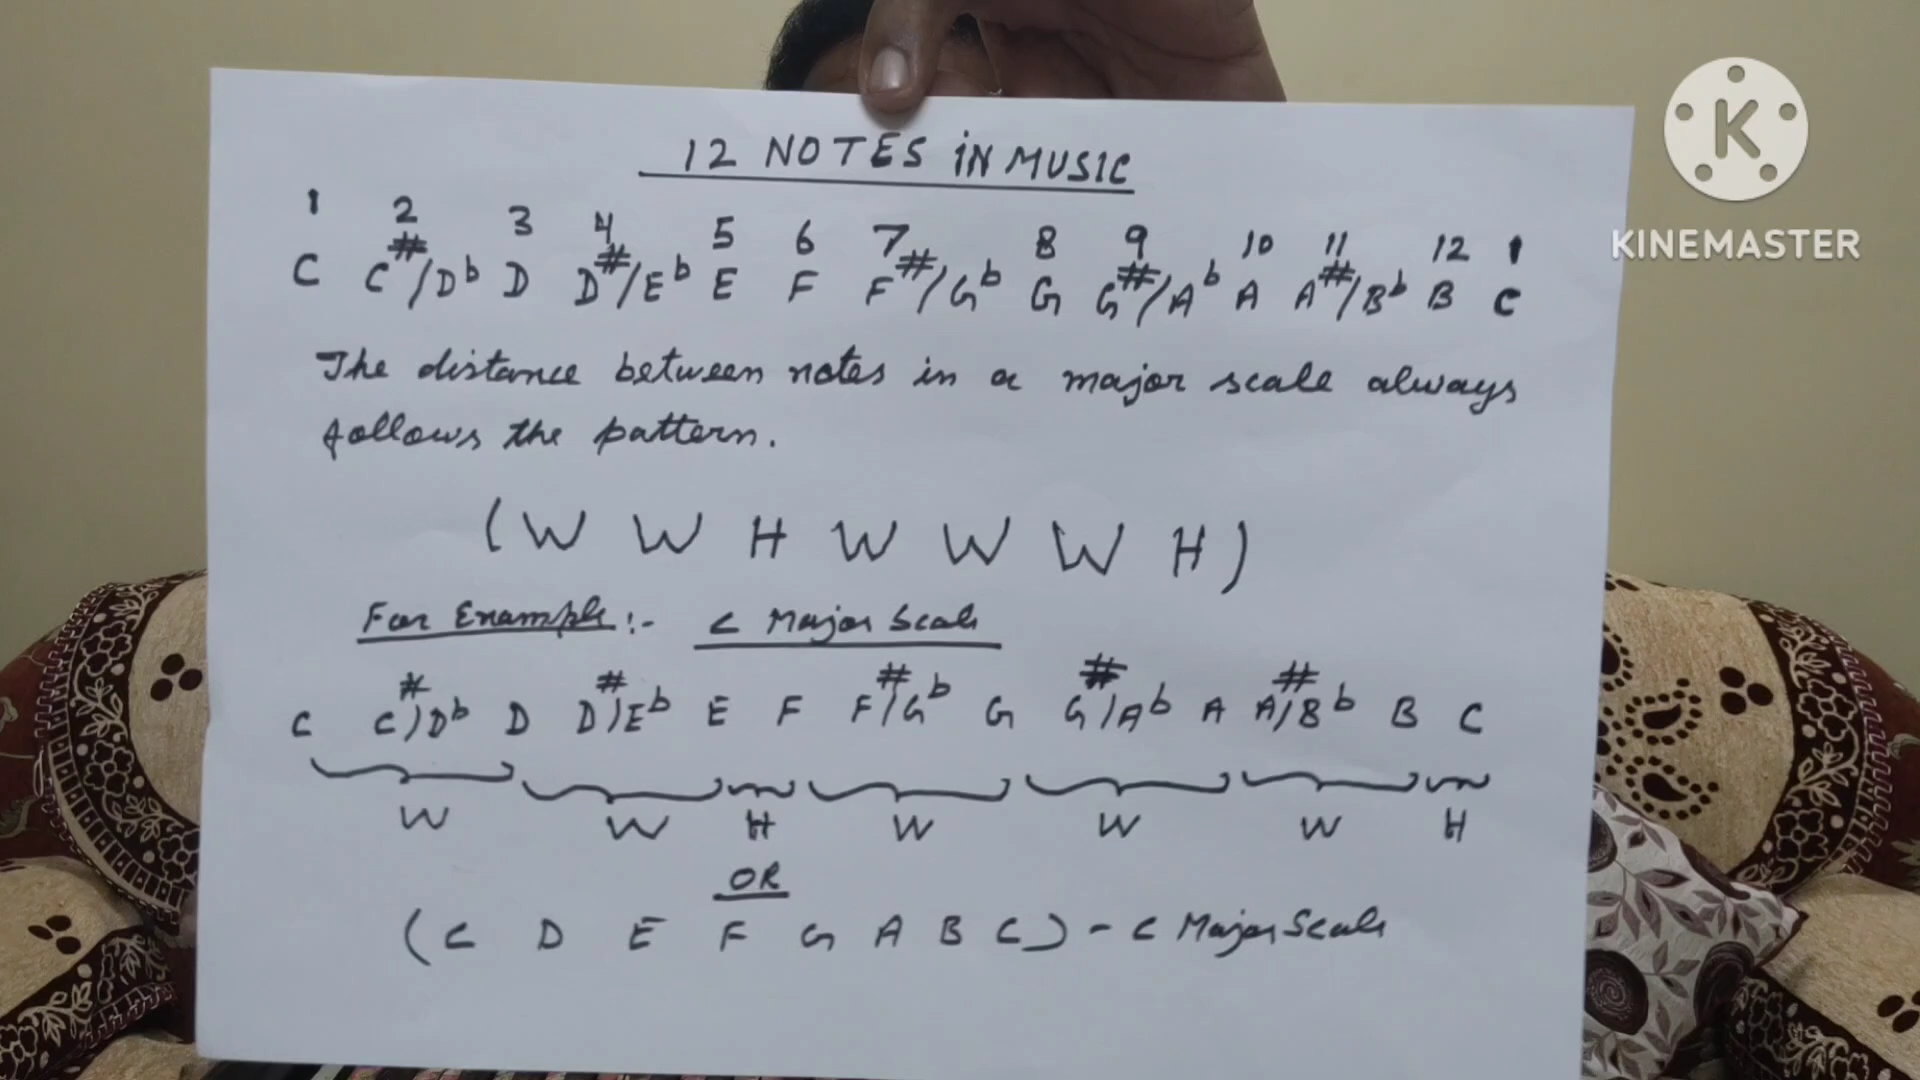 12 NOTES iN MUSIC
1 2 3 4 5 6 7 8 9 10 11 12 1
C C#/Db D D#/Eb E F F#/Gb G G#/Ab A A#/Bb B C
The distance between notes in a major scale always
follows the pattern.
(W W H W W W H)
For Example:- C Major Scale
C C#/Db D D#/Eb E F F#/Gb G G#/Ab A A#/Bb B C
W W H W W W H
OR
(C D E F G A B C) - C Major Scale
K
KINEMASTER